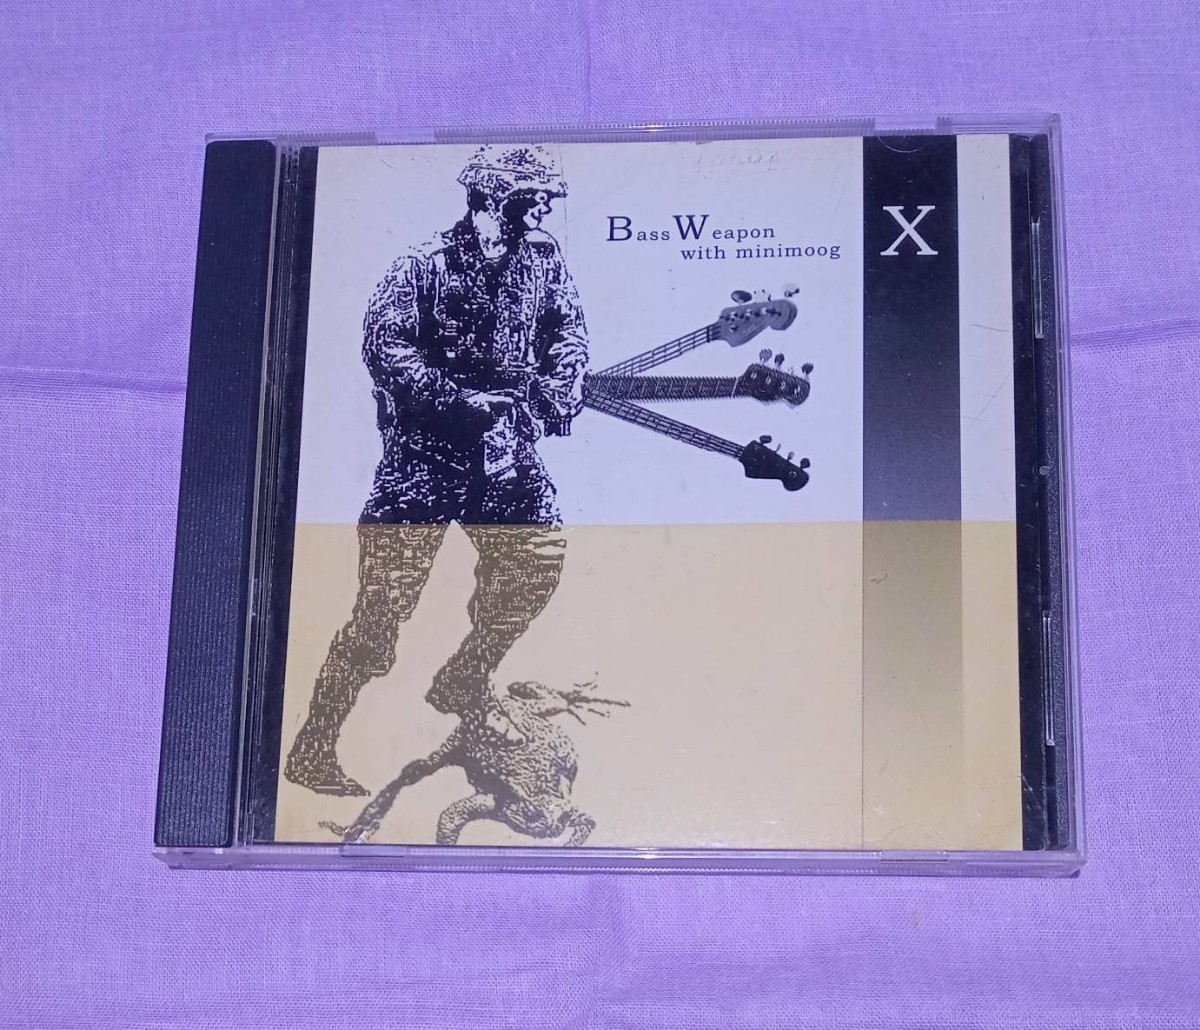 Bass Weapon
with minimoog
X